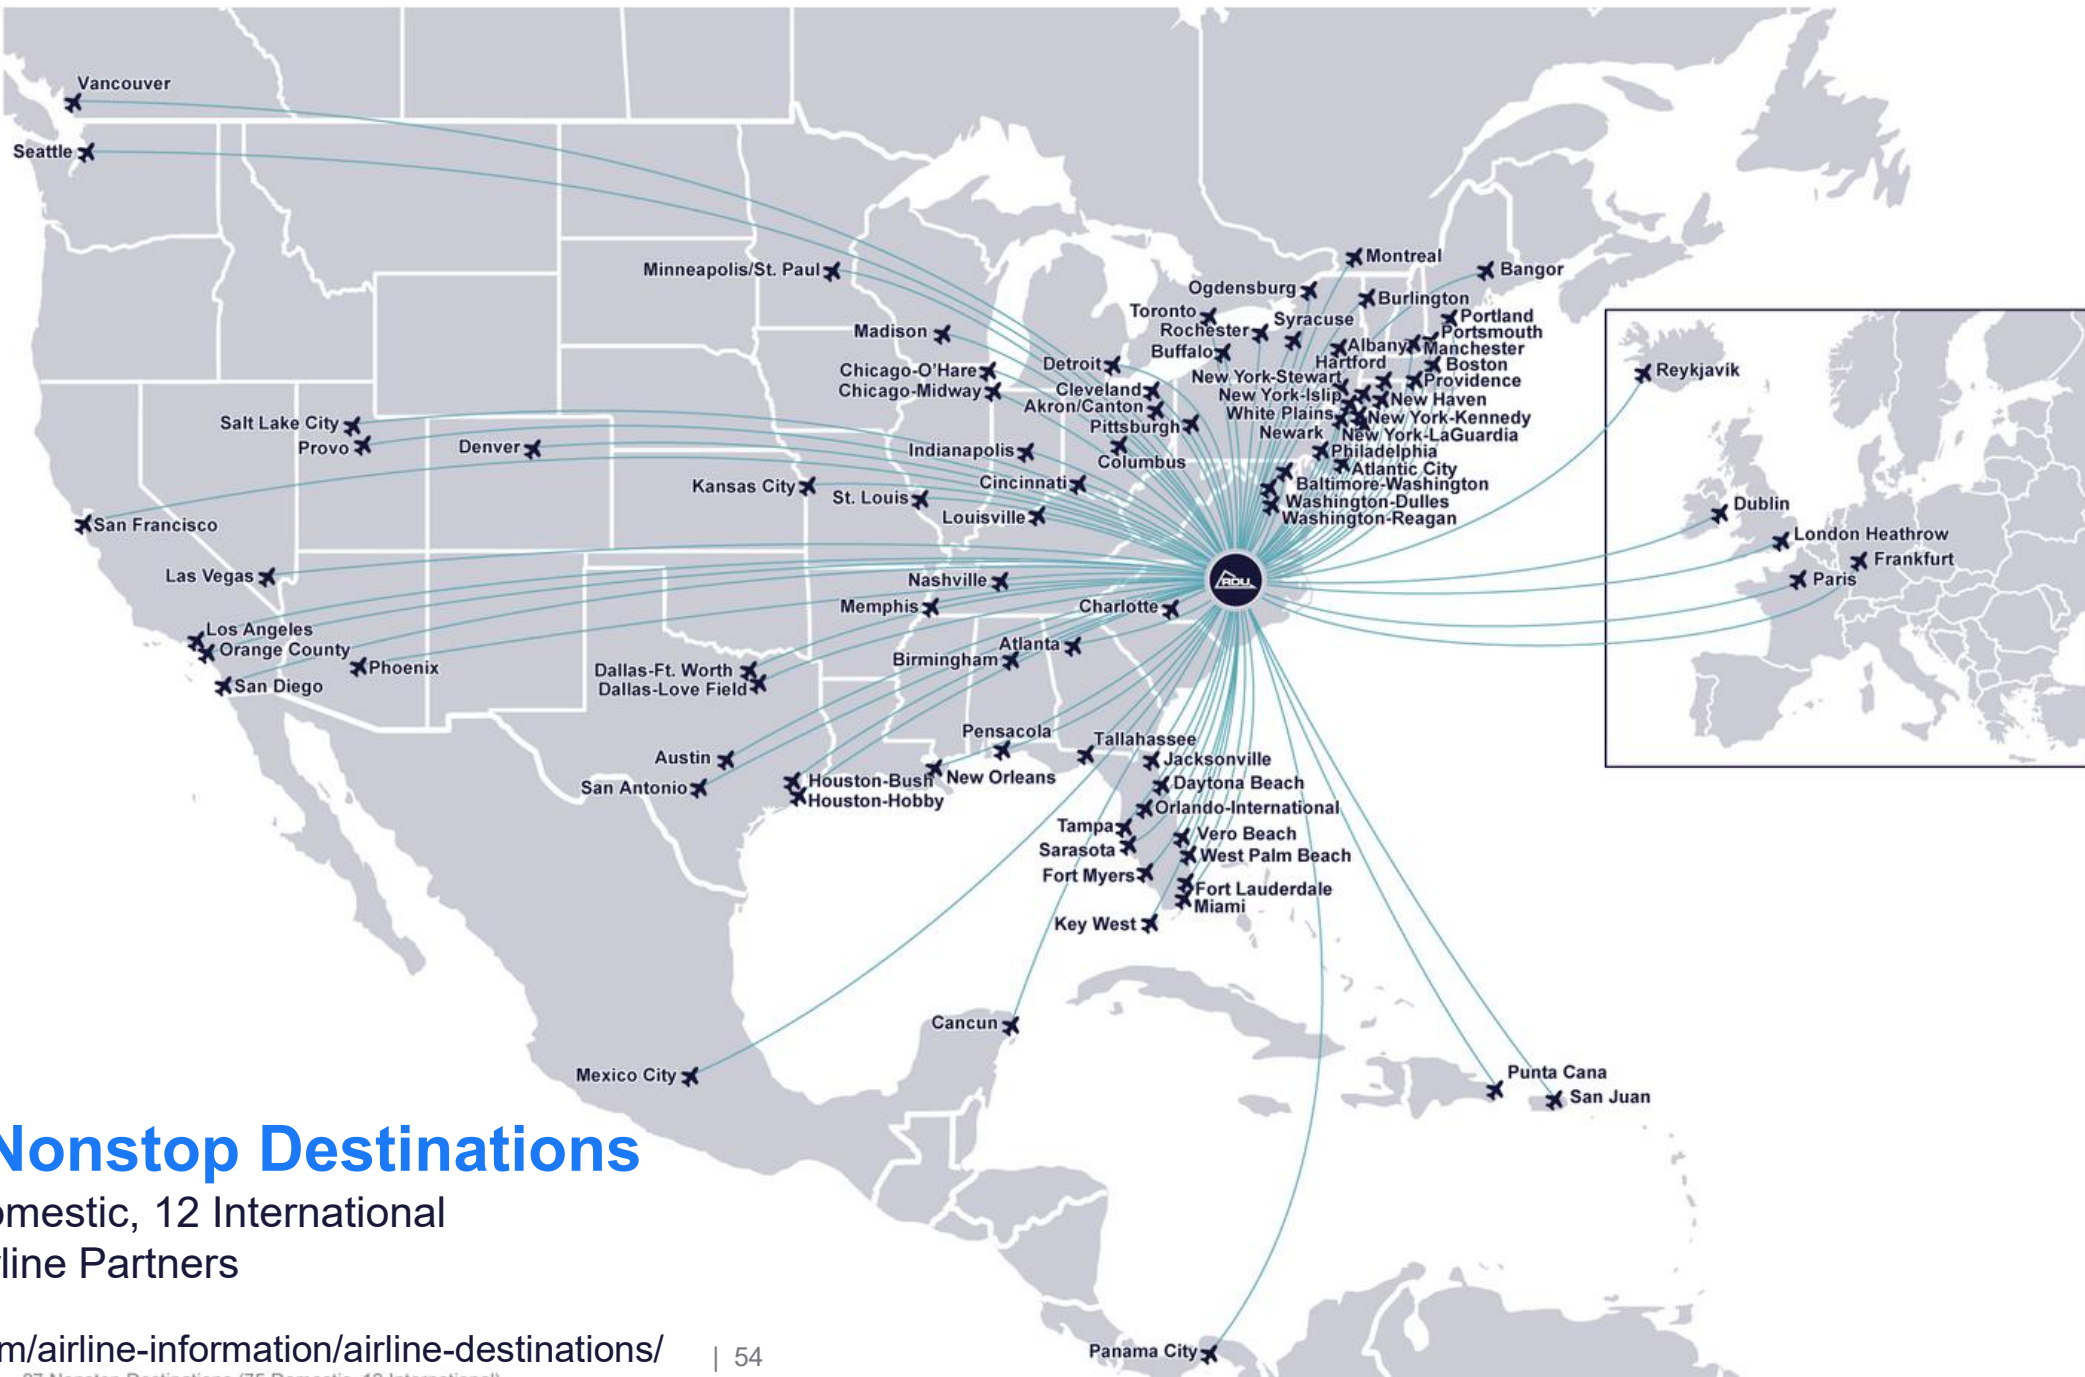 Vancouver
Seattle
Minneapolis/St. Paul
Madison
Chicago-O'Hare
Chicago-Midway
Detroit
Cleveland
Akron/Canton
Pittsburgh
Columbus
Indianapolis
Cincinnati
Louisville
Kansas City
St. Louis
Salt Lake City
Provo
Denver
San Francisco
Las Vegas
Los Angeles
Orange County
San Diego
Phoenix
Nashville
Memphis
Charlotte
Atlanta
Birmingham
Dallas-Ft. Worth
Dallas-Love Field
Austin
San Antonio
Houston-Bush
Houston-Hobby
New Orleans
Pensacola
Tallahassee
Jacksonville
Daytona Beach
Orlando-International
Tampa
Sarasota
Fort Myers
Vero Beach
West Palm Beach
Fort Lauderdale
Miami
Key West
Montreal
Bangor
Ogdensburg
Burlington
Toronto
Rochester
Syracuse
Buffalo
Portland
Portsmouth
Albany
Manchester
Hartford
Boston
New York-Stewart
Providence
New York-Islip
New Haven
White Plains
New York-Kennedy
Newark
New York-LaGuardia
Philadelphia
Atlantic City
Baltimore-Washington
Washington-Dulles
Washington-Reagan
RDU
Reykjavík
Dublin
London Heathrow
Frankfurt
Paris
Cancun
Mexico City
Punta Cana
San Juan
Panama City
Nonstop Destinations
omestic, 12 International
line Partners
m/airline-information/airline-destinations/
| 54